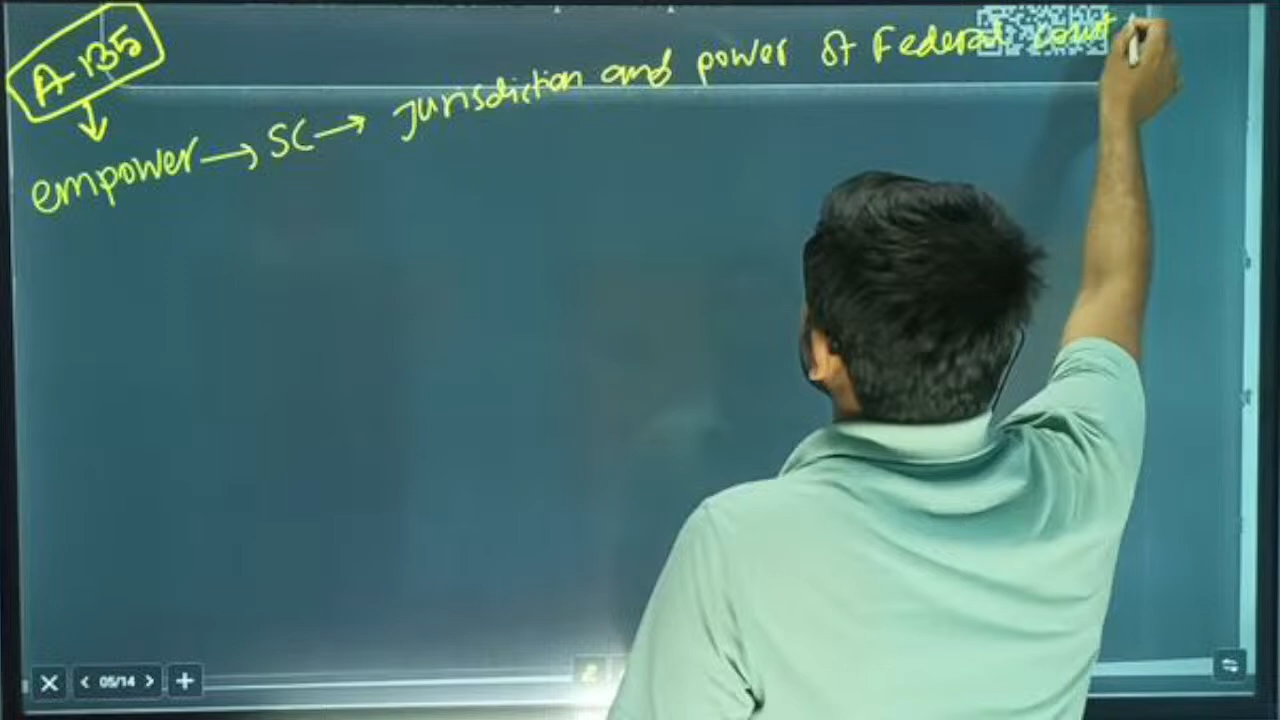 A-135
empower → SC → Jurisdiction and power of Federal court
05/14